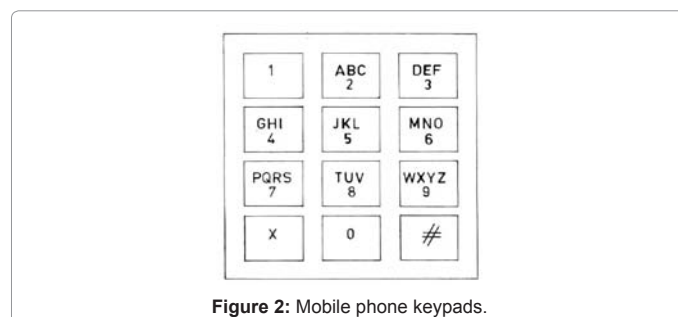 1
ABC
2
DEF
3
GHI
4
JKL
5
MNO
6
PQRS
7
TUV
8
WXYZ
9
X
0
#
Figure 2: Mobile phone keypads.